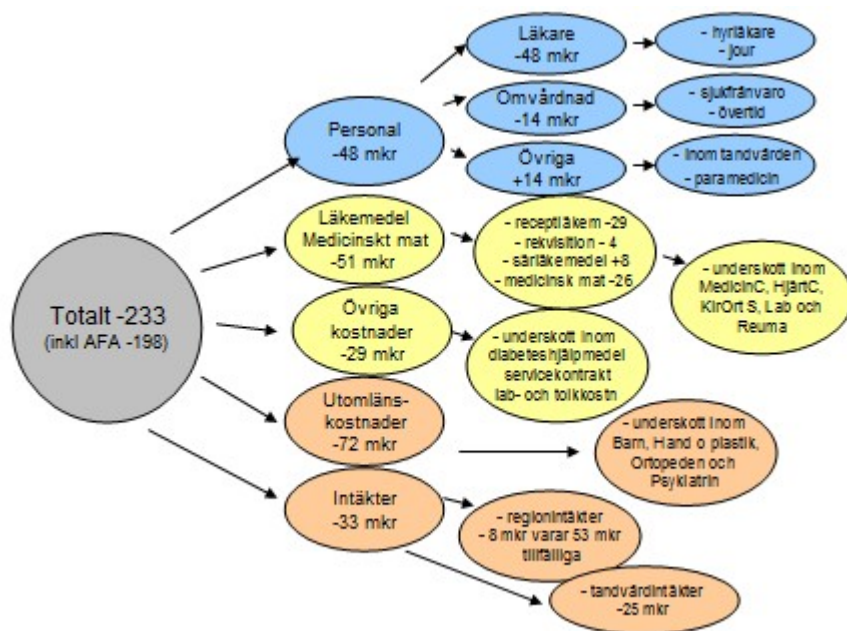 Totalt -233
(inkl AFA -198)
Personal
-48 mkr
Läkare
-48 mkr
- hyrläkare
- jour
Omvårdnad
-14 mkr
- sjukfrånvaro
- övertid
Övriga
+14 mkr
- inom tandvården
- paramedicin
Läkemedel
Medicinskt mat
-51 mkr
- receptläkem -29
- rekvisition - 4
- särläkemedel +8
- medicinsk mat -26
- underskott inom
MedicinC, HjärtC,
KirOrt S, Lab och
Reuma
Övriga
kostnader
-29 mkr
- underskott inom
diabeteshjälpmedel
servicekontrakt
lab- och tolkkostn
Utomläns-
kostnader
-72 mkr
- underskott inom
Barn, Hand o plastik,
Ortopeden och
Psykiatrin
Intäkter
-33 mkr
- regionintäkter
- 8 mkr varar 53 mkr
tillfälliga
- tandvårdintäkter
-25 mkr